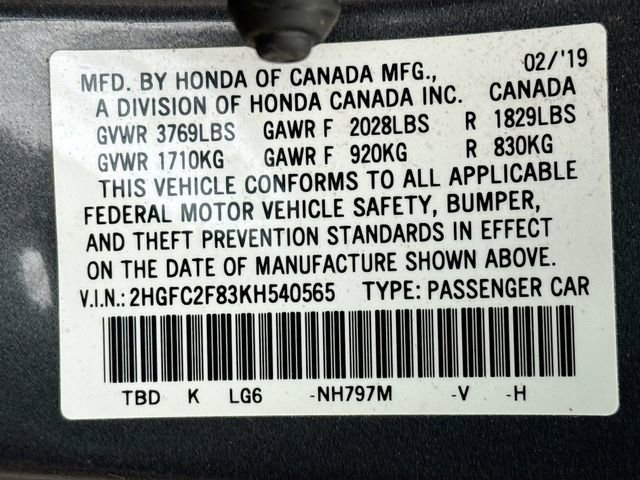 MFD. BY HONDA OF CANADA MFG., 02/'19
A DIVISION OF HONDA CANADA INC. CANADA
GVWR 3769LBS GAWR F 2028LBS R 1829LBS
GVWR 1710KG GAWR F 920KG R 830KG
THIS VEHICLE CONFORMS TO ALL APPLICABLE
FEDERAL MOTOR VEHICLE SAFETY, BUMPER,
AND THEFT PREVENTION STANDARDS IN EFFECT
ON THE DATE OF MANUFACTURE SHOWN ABOVE.
V.I.N.: 2HGFC2F83KH540565 TYPE: PASSENGER CAR
TBD K LG6 -NH797M -V -H